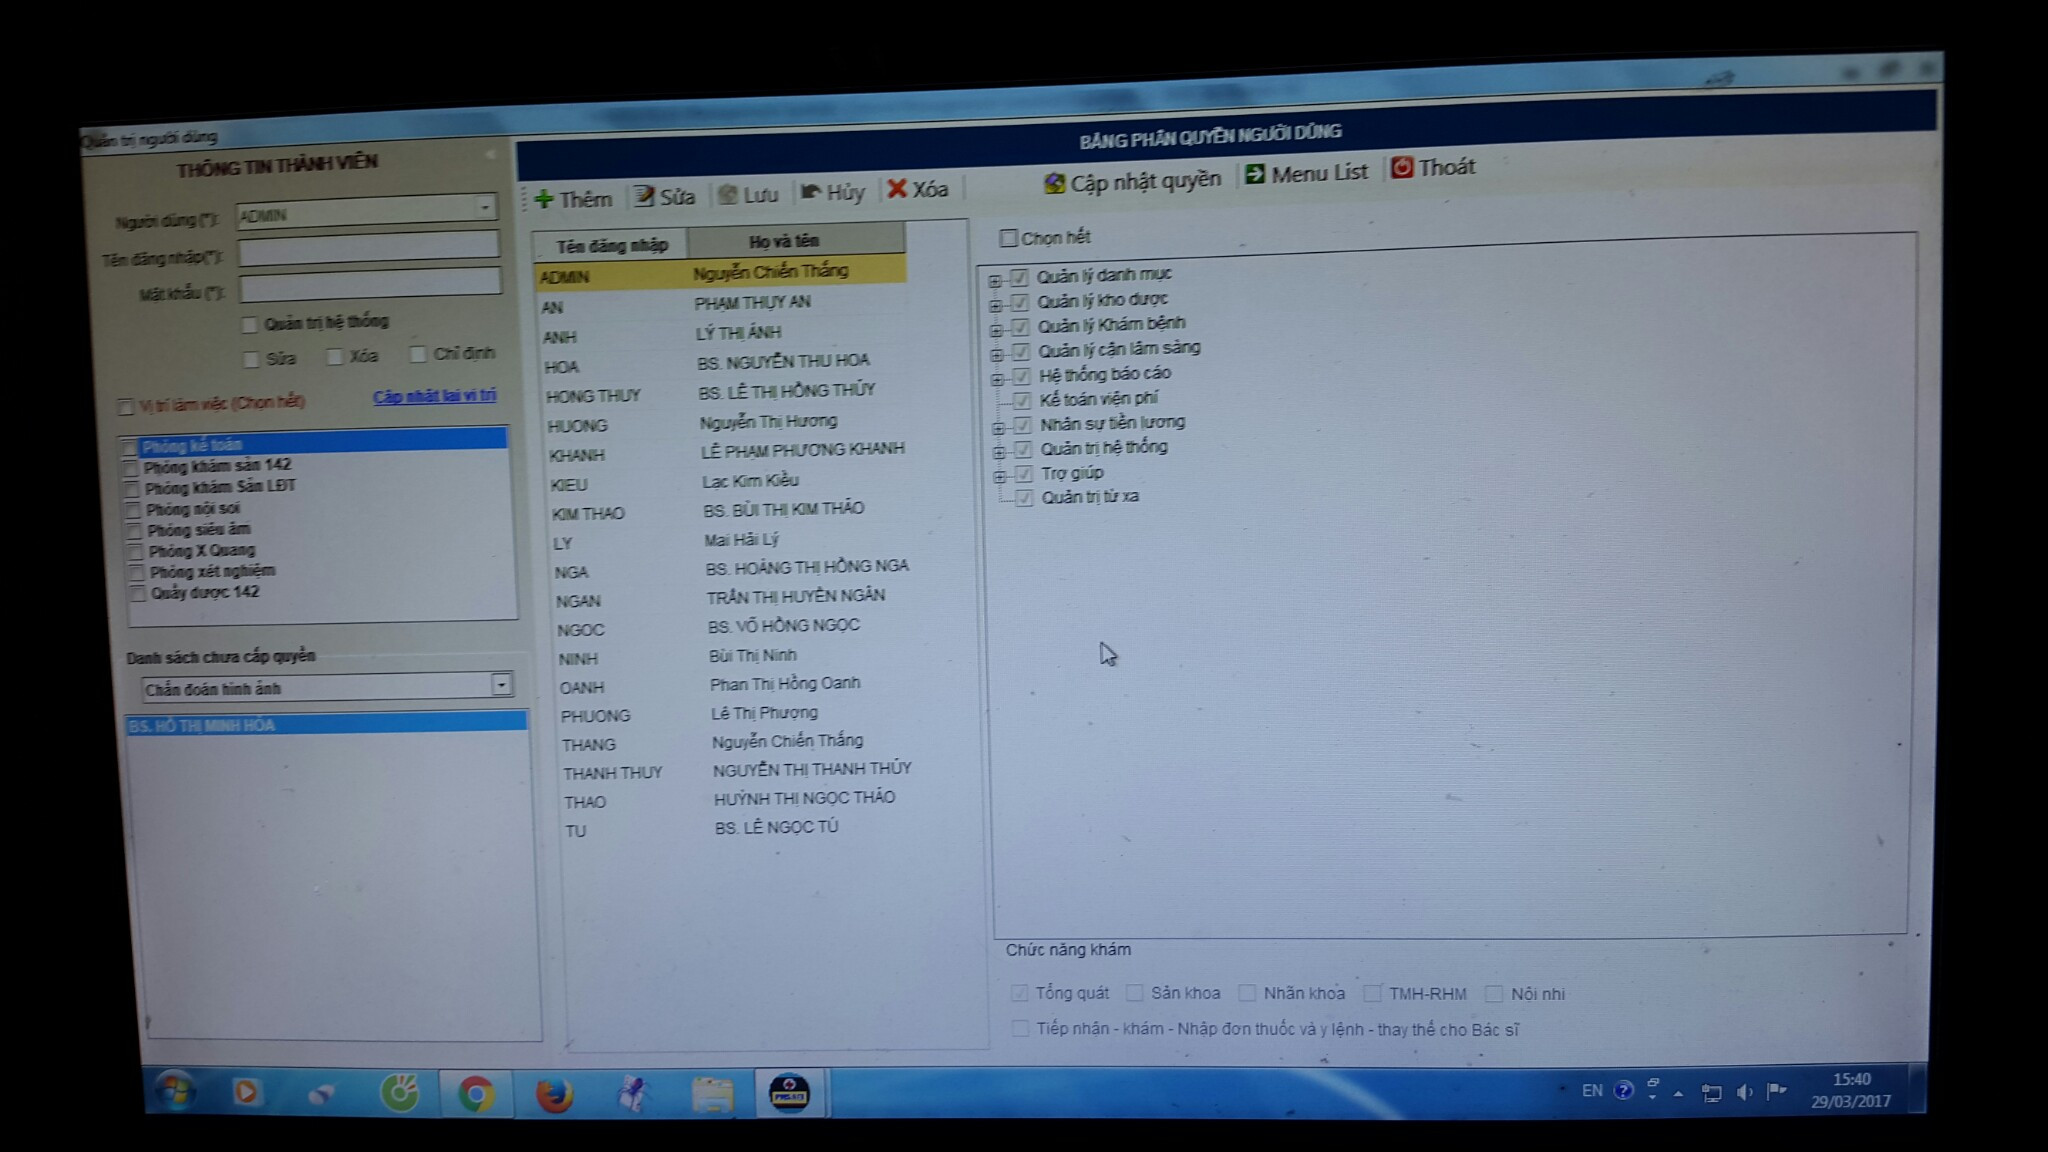 Quản trị người dùng
THÔNG TIN THÀNH VIÊN
Người dùng (*): ADMIN
Tên đăng nhập(*):
Mật khẩu (*):
Quản trị hệ thống
Sửa Xóa Chỉ định
Vị trí làm việc (Chọn hết) Cập nhật lại vị trí
Phòng kế toán
Phòng khám sản 142
Phòng khám Sản LĐT
Phòng nội soi
Phòng siêu âm
Phòng X Quang
Phòng xét nghiệm
Quầy dược 142
Danh sách chưa cấp quyền
Chẩn đoán hình ảnh
BS. HỒ THỊ MINH HÓA
BẢNG PHÂN QUYỀN NGƯỜI DÙNG
Thêm Sửa Lưu Hủy Xóa Cập nhật quyền Menu List Thoát
Tên đăng nhập Họ và tên
ADMIN Nguyễn Chiến Thắng
AN PHẠM THỤY AN
ANH LÝ THỊ ÁNH
HOA BS. NGUYỄN THU HOA
HONG THUY BS. LÊ THỊ HỒNG THỦY
HUONG Nguyễn Thị Hương
KHANH LÊ PHẠM PHƯƠNG KHANH
KIEU Lạc Kim Kiều
KIM THAO BS. BÙI THỊ KIM THẢO
LY Mai Hải Lý
NGA BS. HOÀNG THỊ HỒNG NGA
NGAN TRẦN THỊ HUYỀN NGÂN
NGOC BS. VÕ HỒNG NGỌC
NINH Bùi Thị Ninh
OANH Phan Thị Hồng Oanh
PHUONG Lê Thị Phượng
THANG Nguyễn Chiến Thắng
THANH THUY NGUYỄN THỊ THANH THỦY
THAO HUỲNH THỊ NGỌC THẢO
TU BS. LÊ NGỌC TÚ
Chọn hết
Quản lý danh mục
Quản lý kho dược
Quản lý Khám bệnh
Quản lý cận lâm sàng
Hệ thống báo cáo
Kế toán viện phí
Nhân sự tiền lương
Quản trị hệ thống
Trợ giúp
Quản trị từ xa
Chức năng khám
Tổng quát Sản khoa Nhãn khoa TMH-RHM Nội nhi
Tiếp nhận - khám - Nhập đơn thuốc và y lệnh - thay thế cho Bác sĩ
EN
15:40
29/03/2017